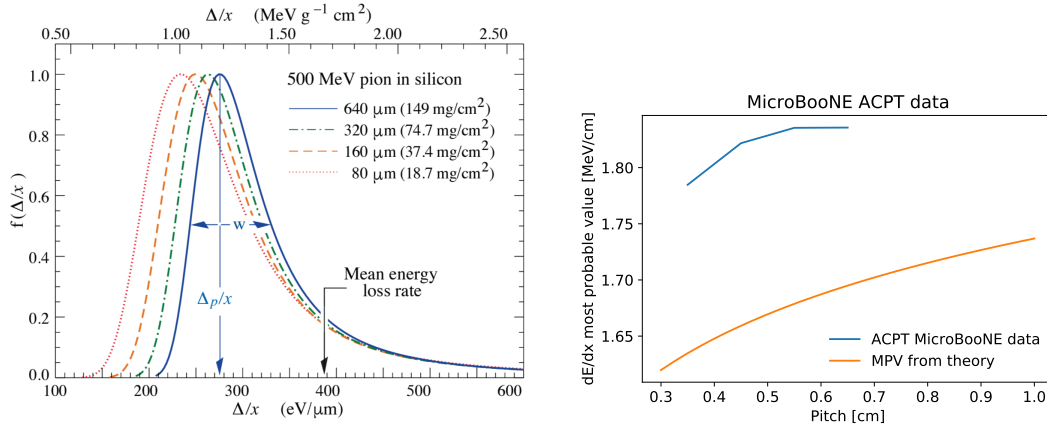 Δ/x (MeV g⁻¹ cm²)
0.50 1.00 1.50 2.00 2.50
f(Δ/x)
1.0
0.8
0.6
0.4
0.2
0.0
500 MeV pion in silicon
640 μm (149 mg/cm²)
320 μm (74.7 mg/cm²)
160 μm (37.4 mg/cm²)
80 μm (18.7 mg/cm²)
w
Δₚ/x
Mean energy
loss rate
100 200 300 400 500 600
Δ/x (eV/μm)
MicroBooNE ACPT data
dE/dx most probable value [MeV/cm]
1.80
1.75
1.70
1.65
ACPT MicroBooNE data
MPV from theory
0.3 0.4 0.5 0.6 0.7 0.8 0.9 1.0
Pitch [cm]